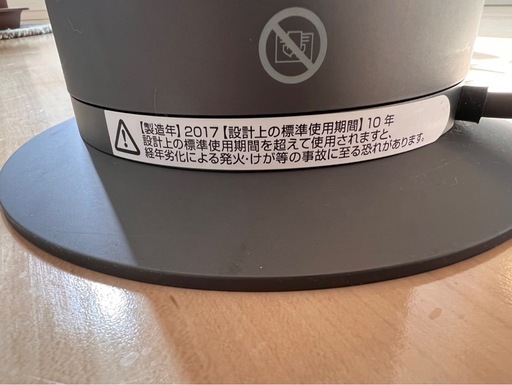 【製造年】2017【設計上の標準使用期間】10年
設計上の標準使用期間を超えて使用されますと、
経年劣化による発火・けが等の事故に至る恐れがあります。